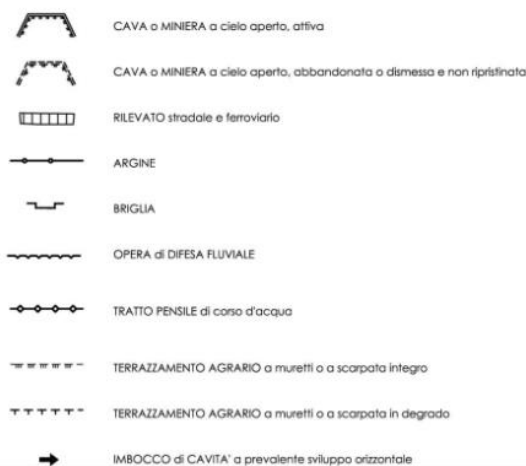 CAVA o MINIERA a cielo aperto, attiva
CAVA o MINIERA a cielo aperto, abbandonata o dismessa e non ripristinata
RILEVATO stradale e ferroviario
ARGINE
BRIGLIA
OPERA di DIFESA FLUVIALE
TRATTO PENSILE di corso d'acqua
TERRAZZAMENTO AGRARIO a muretti o a scarpata integro
TERRAZZAMENTO AGRARIO a muretti o a scarpata in degrado
IMBOCCO di CAVITA' a prevalente sviluppo orizzontale